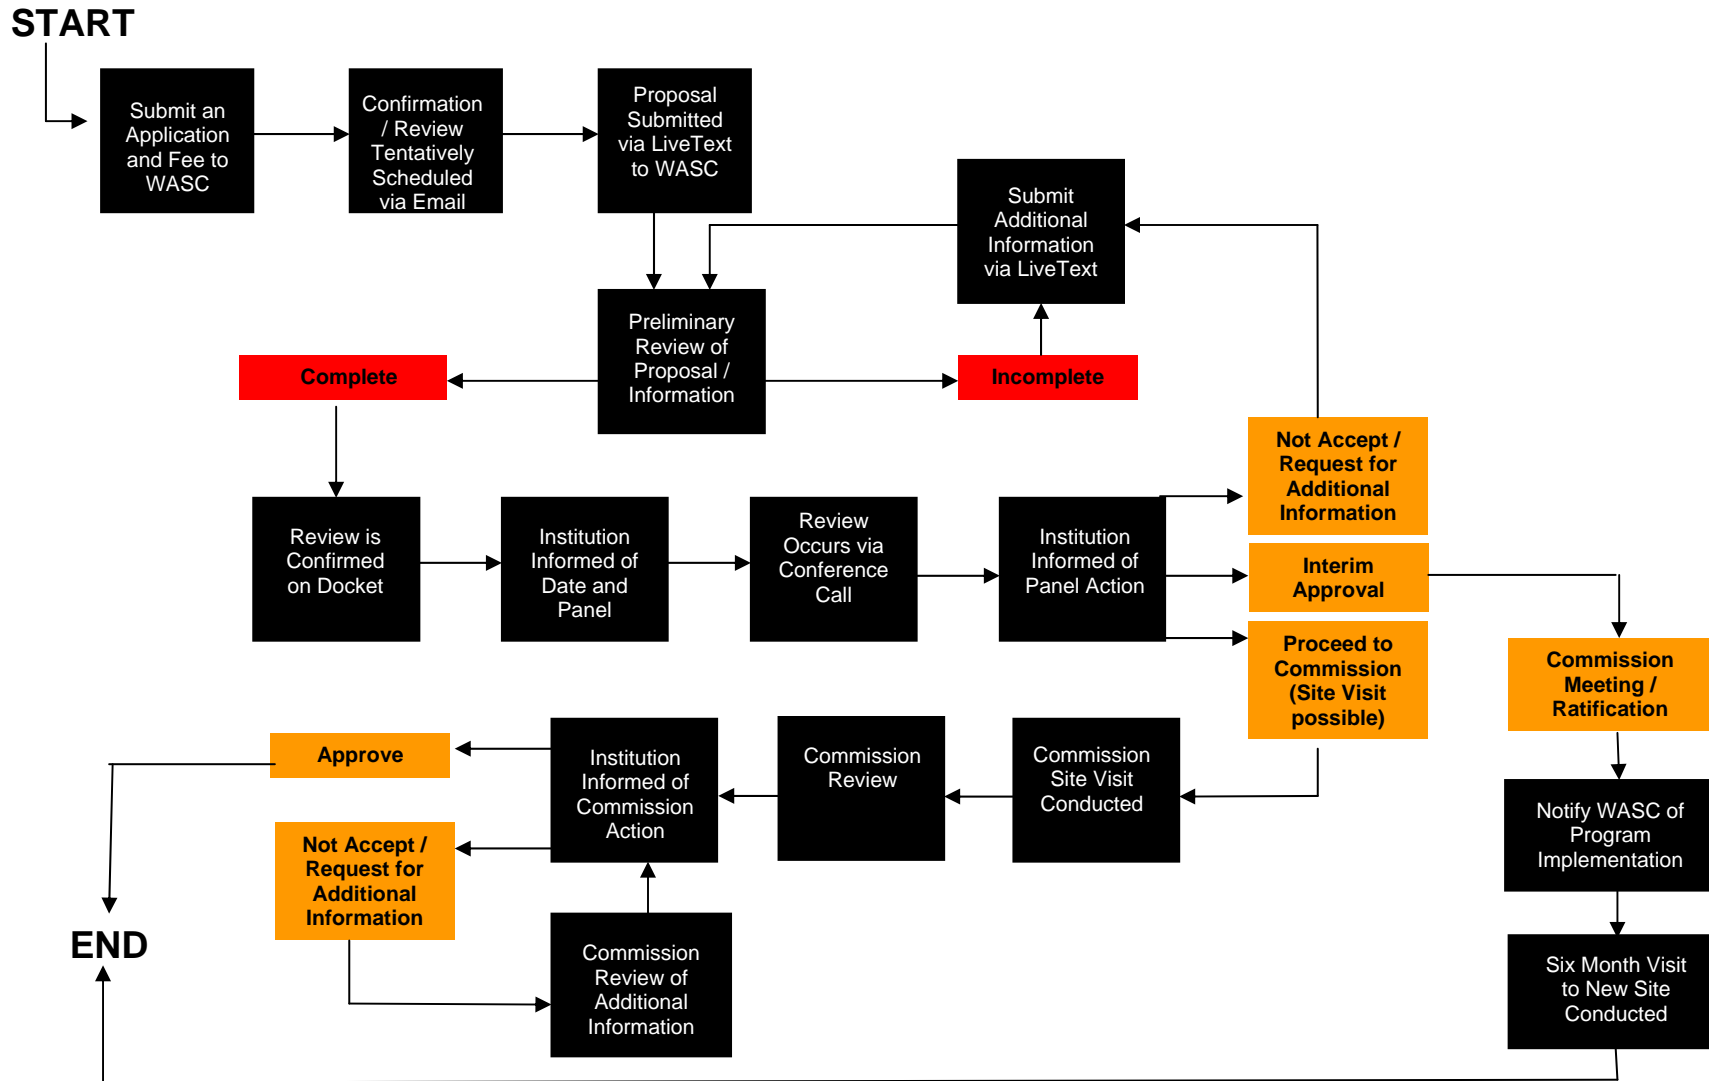 START
Submit an
Application
and Fee to
WASC
Confirmation
/ Review
Tentatively
Scheduled
via Email
Proposal
Submitted
via LiveText
to WASC
Submit
Additional
Information
via LiveText
Preliminary
Review of
Proposal /
Information
Complete
Incomplete
Not Accept /
Request for
Additional
Information
Review is
Confirmed
on Docket
Institution
Informed of
Date and
Panel
Review
Occurs via
Conference
Call
Institution
Informed of
Panel Action
Interim
Approval
Proceed to
Commission
(Site Visit
possible)
Commission
Meeting /
Ratification
Approve
Institution
Informed of
Commission
Action
Commission
Review
Commission
Site Visit
Conducted
Notify WASC of
Program
Implementation
Not Accept /
Request for
Additional
Information
END
Commission
Review of
Additional
Information
Six Month Visit
to New Site
Conducted